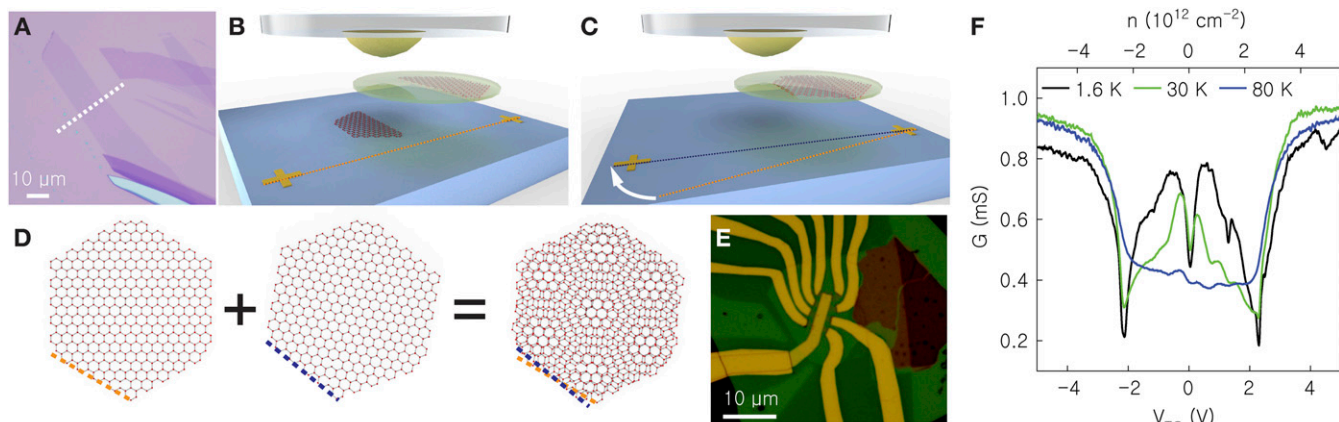 A
10 µm
B
C
D
+
=
E
10 µm
F
n (10¹² cm⁻²)
-4 -2 0 2 4
1.6 K 30 K 80 K
1.0
0.8
0.6
0.4
0.2
G (mS)
-4 -2 0 2 4
(V)